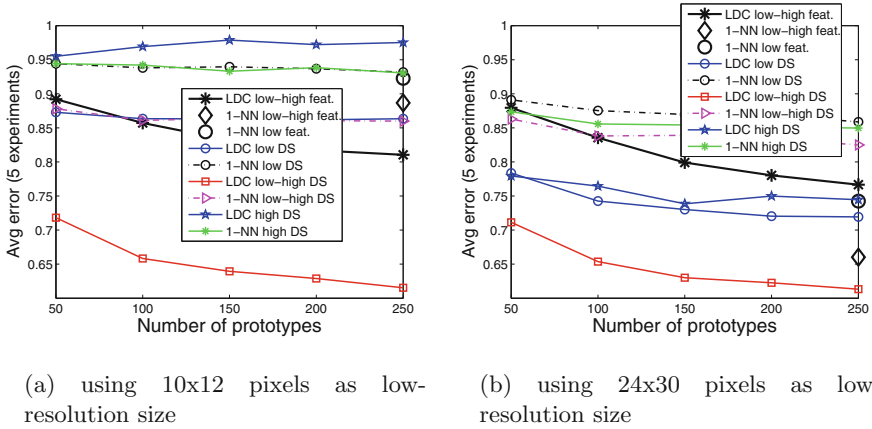 1
0.95
0.9
0.85
0.8
0.75
0.7
0.65
Avg error (5 experiments)
50
100
150
200
250
Number of prototypes
LDC low−high feat.
1−NN low−high feat.
1−NN low feat.
LDC low DS
1−NN low DS
LDC low−high DS
1−NN low−high DS
LDC high DS
1−NN high DS
(a) using 10x12 pixels as low-
resolution size
1
0.95
0.9
0.85
0.8
0.75
0.7
0.65
Avg error (5 experiments)
50
100
150
200
250
Number of prototypes
LDC low−high feat.
1−NN low−high feat.
1−NN low feat.
LDC low DS
1−NN low DS
LDC low−high DS
1−NN low−high DS
LDC high DS
1−NN high DS
(b) using 24x30 pixels as low
resolution size